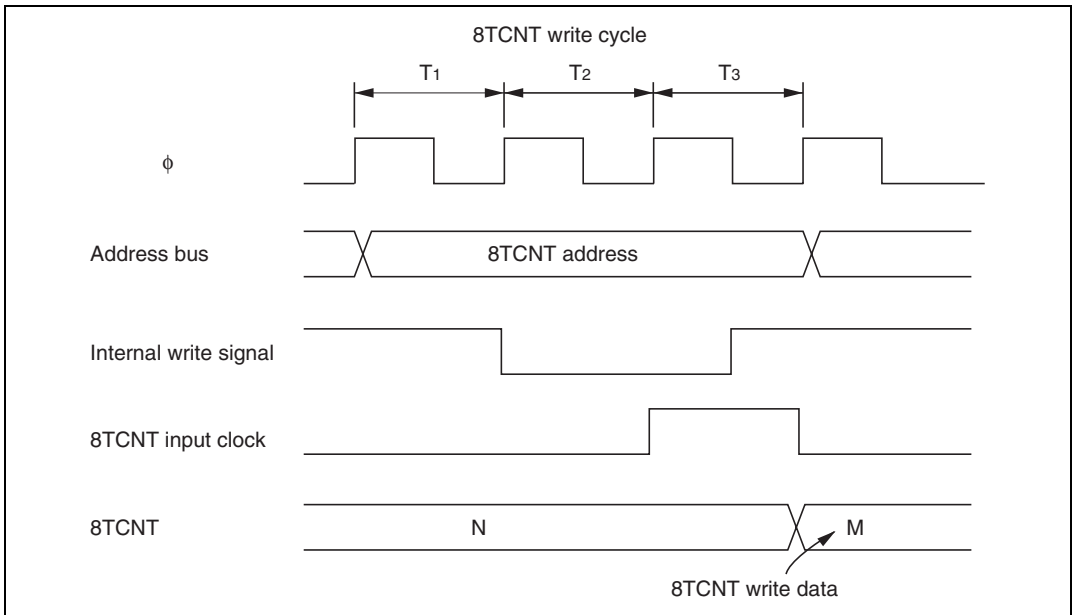 8TCNT write cycle
T1 T2 T3
φ
Address bus 8TCNT address
Internal write signal
8TCNT input clock
8TCNT N M
8TCNT write data